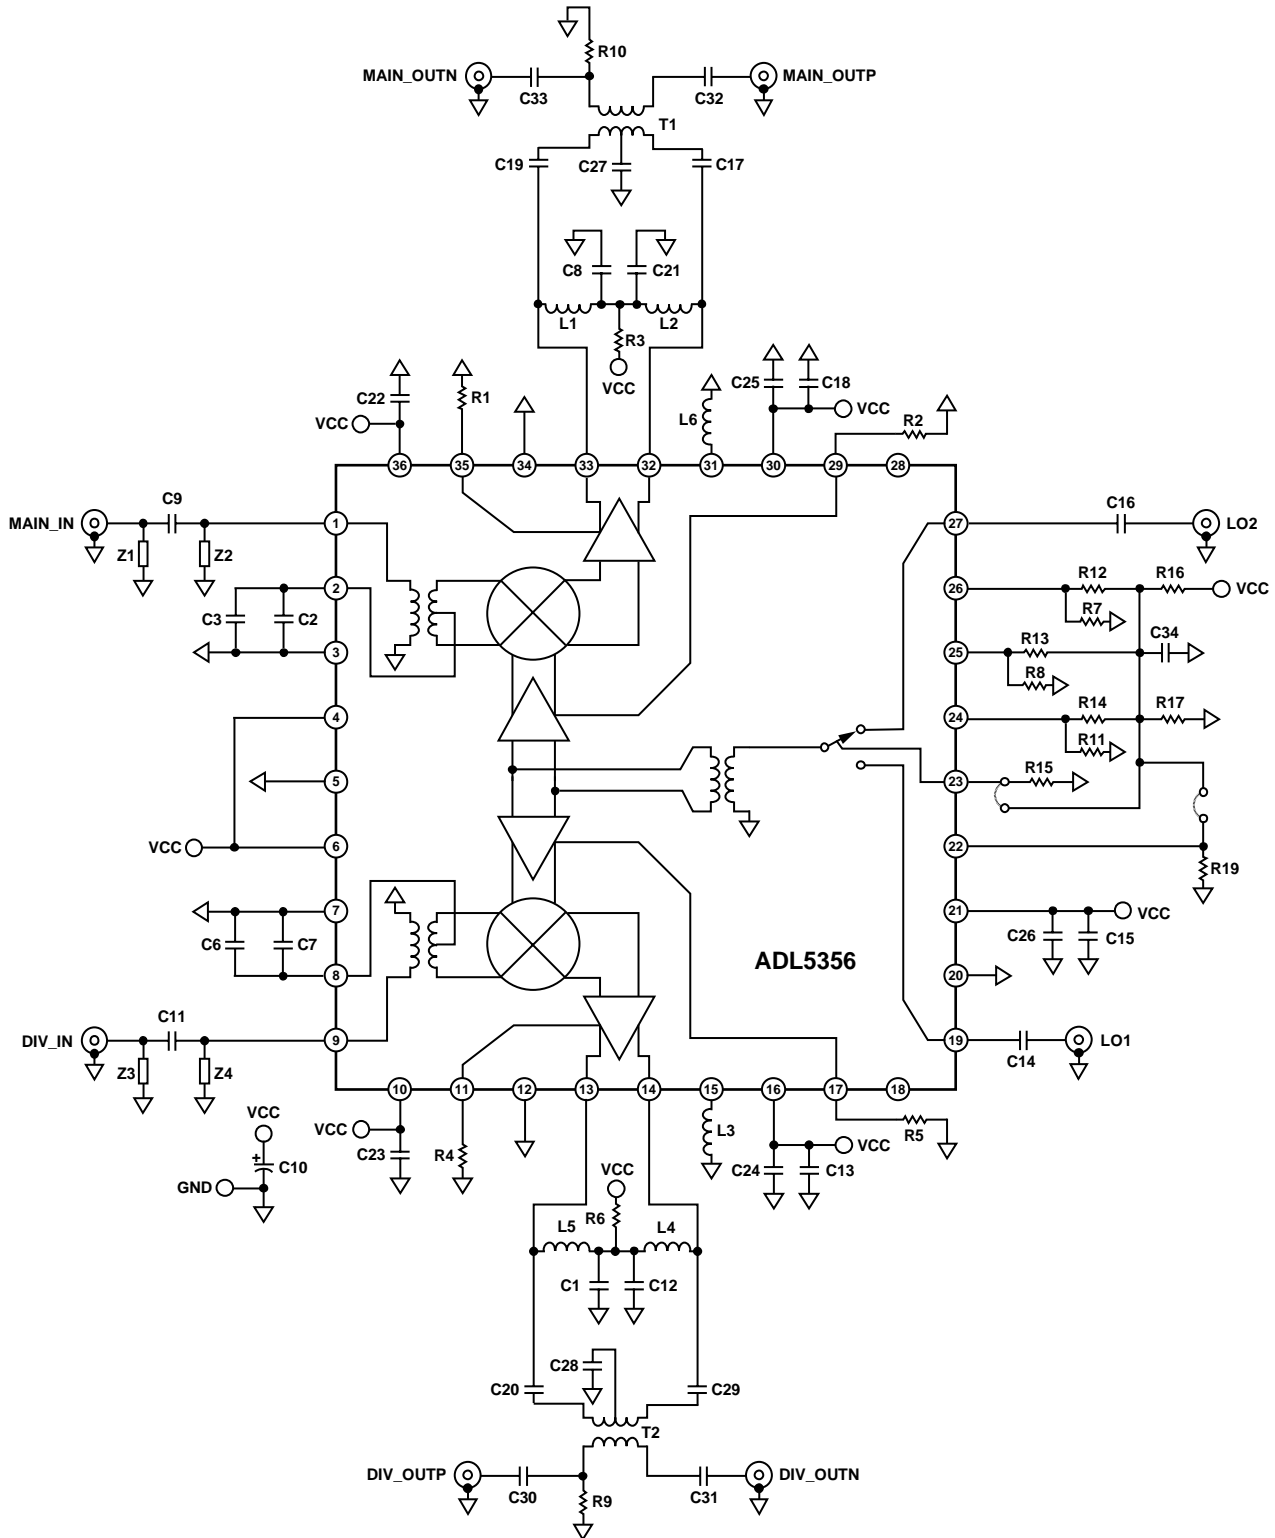 R10
MAIN_OUTN
MAIN_OUTP
C33
C32
T1
C19
C27
C17
C8
C21
L1
L2
R3
VCC
C22
R1
C25
C18
L6
VCC
VCC
R2
36
35
34
33
32
31
30
29
28
C9
MAIN_IN
1
27
C16
LO2
Z1
Z2
2
26
R12
R16
VCC
C3
C2
R7
3
25
R13
C34
R8
4
24
R14
R17
R11
5
23
R15
VCC
6
22
R19
7
21
VCC
C6
C7
C26
C15
ADL5356
8
20
C11
DIV_IN
9
19
LO1
C14
Z3
Z4
10
11
12
13
14
15
16
17
18
VCC
VCC
R5
L3
VCC
C23
R4
C24
C13
C10
+
GND
VCC
R6
L5
L4
C1
C12
C28
C20
C29
T2
DIV_OUTP
DIV_OUTN
C30
R9
C31